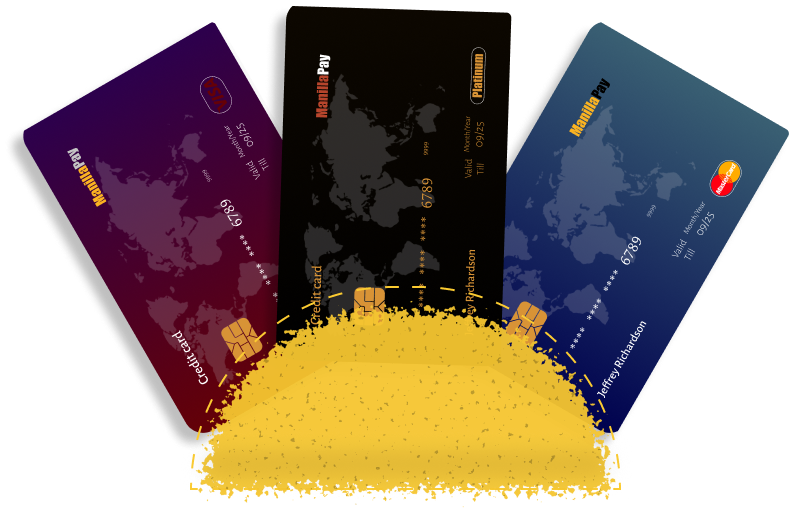 VISA
ManillaPay
Month/Year
Valid
Till
09/25
9999
**** **** 6789
Credit card
ManillaPay
Platinum
Month/Year
Valid
Till
09/25
9999
**** **** **** 6789
Credit card
Richardson
ManillaPay
MasterCard
Month/Year
Valid
Till
09/25
9999
**** **** **** 6789
Jeffrey Richardson